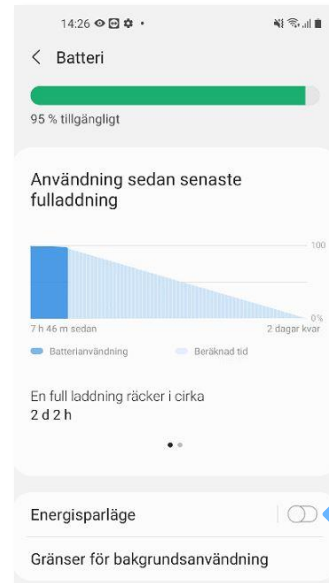 14:26
Batteri
95 % tillgängligt
Användning sedan senaste
fulladdning
100
0%
7 h 46 m sedan
2 dagar kvar
Batterianvändning
Beräknad tid
En full laddning räcker i cirka
2 d 2 h
Energisparläge
Gränser för bakgrundsanvändning